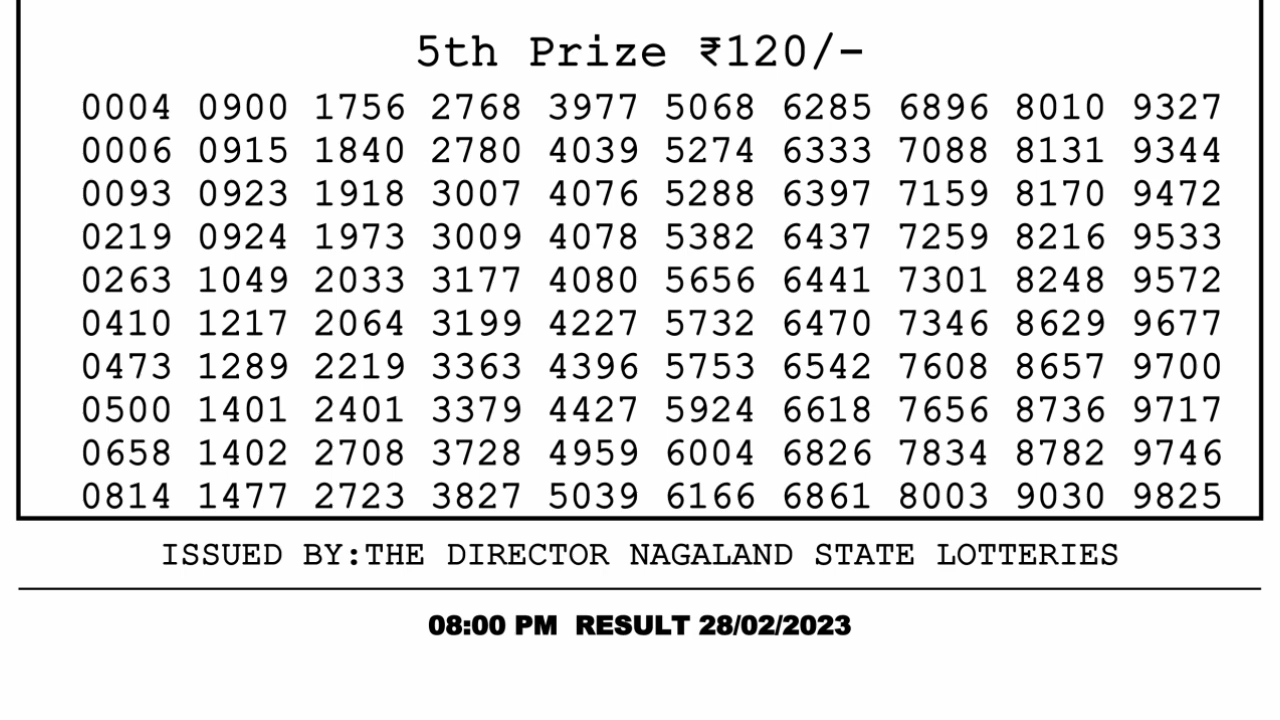 5th Prize ₹120/-
0004 0900 1756 2768 3977 5068 6285 6896 8010 9327
0006 0915 1840 2780 4039 5274 6333 7088 8131 9344
0093 0923 1918 3007 4076 5288 6397 7159 8170 9472
0219 0924 1973 3009 4078 5382 6437 7259 8216 9533
0263 1049 2033 3177 4080 5656 6441 7301 8248 9572
0410 1217 2064 3199 4227 5732 6470 7346 8629 9677
0473 1289 2219 3363 4396 5753 6542 7608 8657 9700
0500 1401 2401 3379 4427 5924 6618 7656 8736 9717
0658 1402 2708 3728 4959 6004 6826 7834 8782 9746
0814 1477 2723 3827 5039 6166 6861 8003 9030 9825
ISSUED BY:THE DIRECTOR NAGALAND STATE LOTTERIES
08:00 PM RESULT 28/02/2023